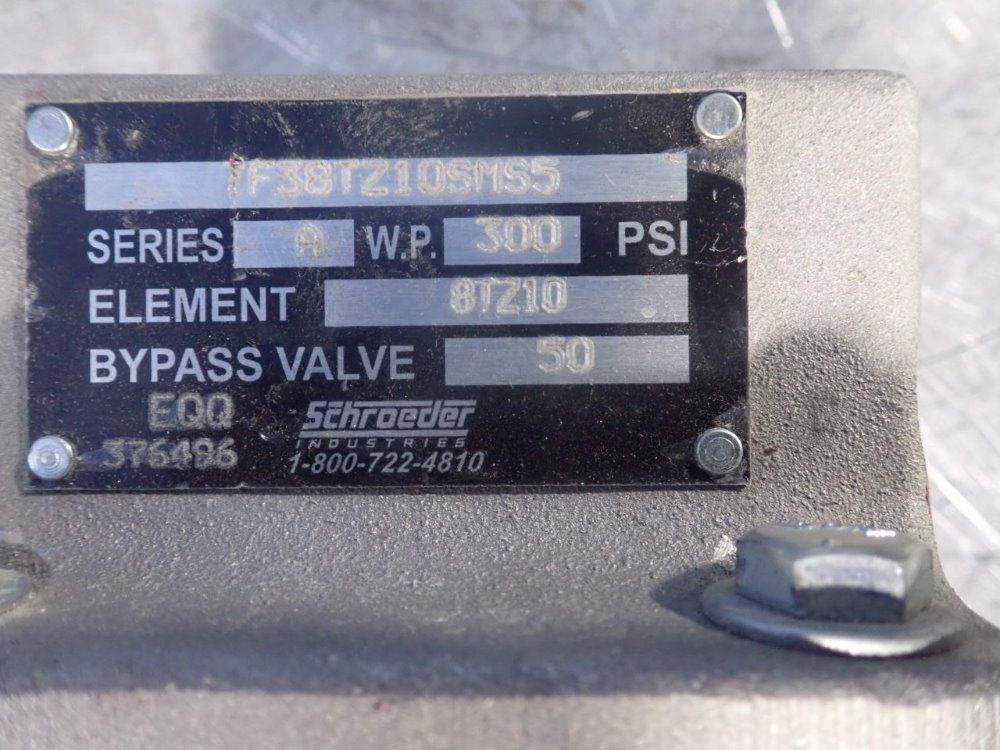 TF38TZ10SMS5
SERIES A W.P. 300 PSI
ELEMENT 8TZ10
BYPASS VALVE 50
EQQ
376496
Schroeder
INDUSTRIES
1-800-722-4810